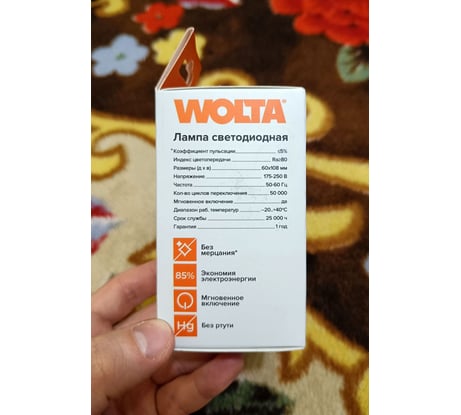 WOLTA®
Лампа светодиодная
*Коэффициент пульсации ≤5%
Индекс цветопередачи Ra≥80
Размеры (д х в) 60х108 мм
Напряжение 175-250 В
Частота 50-60 Гц
Кол-во циклов переключения 50 000
Мгновенное включение да
Диапазон раб. температур -20...+40°C
Срок службы 25 000 ч
Гарантия 1 год
Без
мерцания*
85% Экономия
электроэнергии
Мгновенное
включение
Hg Без ртути